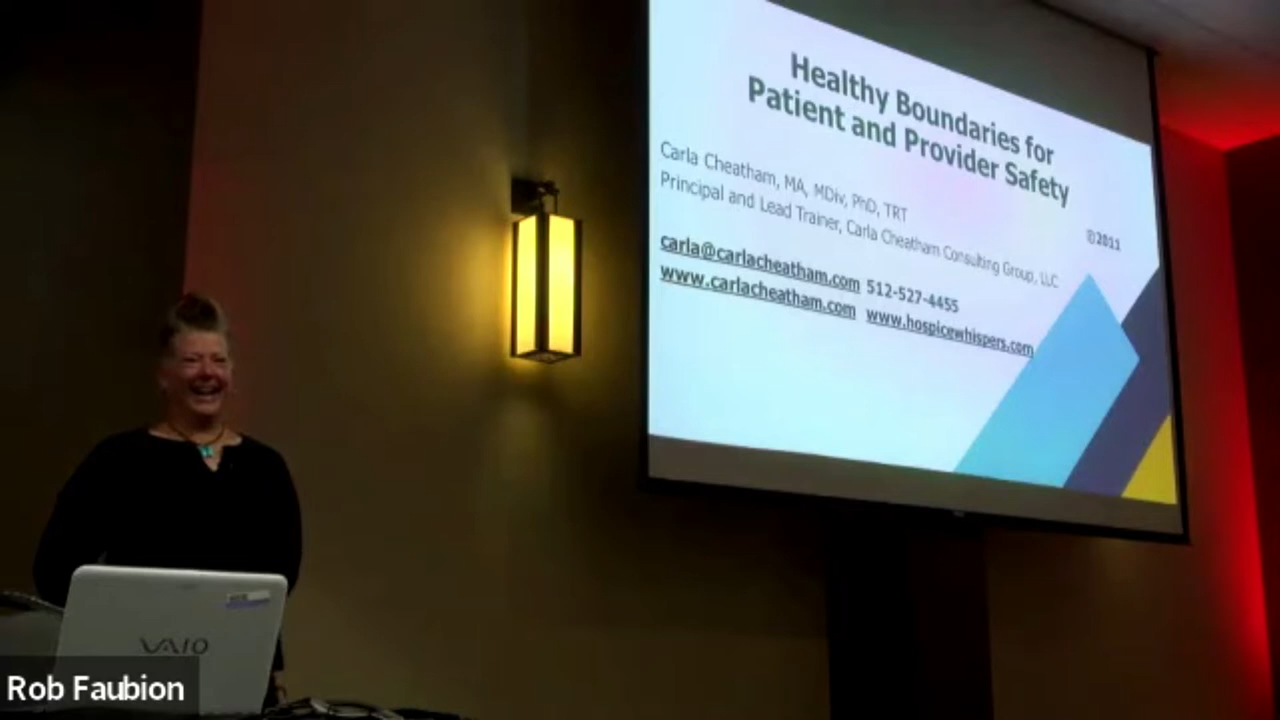 Healthy Boundaries for
Patient and Provider Safety
Carla Cheatham, MA, MDiv, PhD, TRT
Principal and Lead Trainer, Carla Cheatham Consulting Group, LLC
©2011
carla@carlacheatham.com 512-527-4455
www.carlacheatham.com www.hospicewhispers.com
VAIO
Rob Faubion